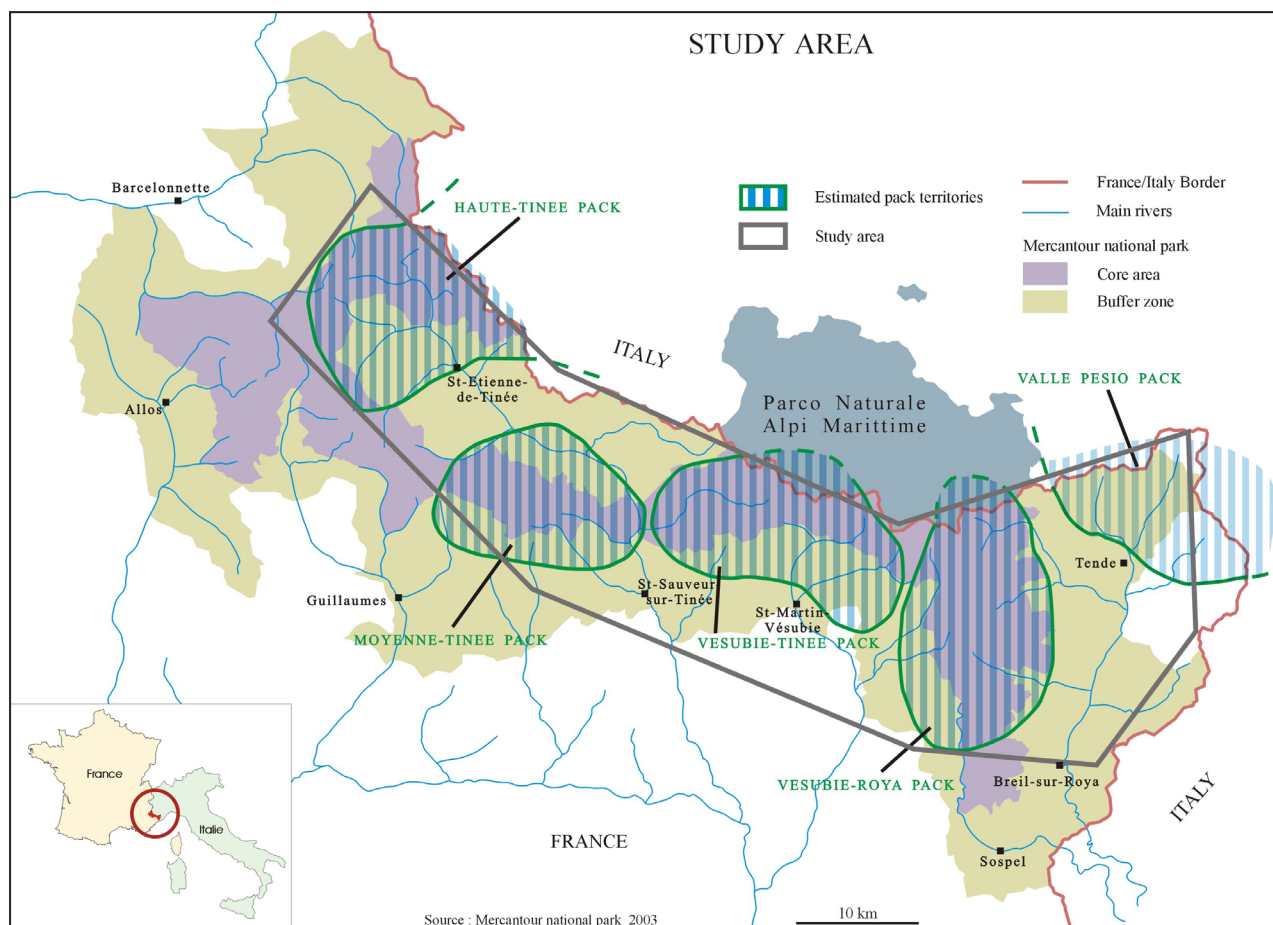 STUDY AREA
Barcelonnette
HAUTE-TINEE PACK
Estimated pack territories
Study area
France/Italy Border
Main rivers
Mercantour national park
Core area
Buffer zone
ITALY
St-Etienne-
de-Tinée
Allos
Parco Naturale
Alpi Marittime
VALLE PESIO PACK
Tende
Guillaumes
St-Sauveur
sur-Tinée
St-Martin-
Vésubie
MOYENNE-TINEE PACK
VESUBIE-TINEE PACK
VESUBIE-ROYA PACK
Breil-sur-Roya
ITALY
France
Italie
FRANCE
Sospel
Source : Mercantour national park 2003
10 km